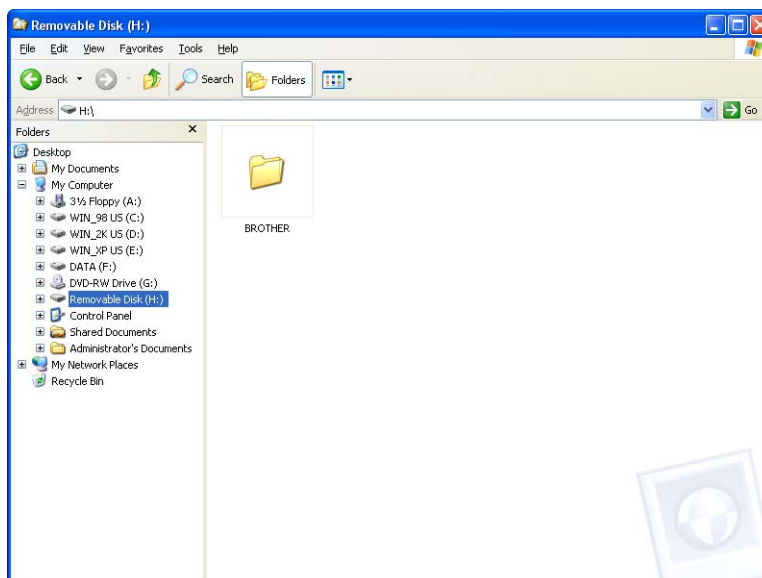 Removable Disk (H:)
File Edit View Favorites Tools Help
Back Search Folders
Address H:\ Go
Folders x
Desktop
My Documents
My Computer
3½ Floppy (A:)
WIN_98 US (C:)
WIN_2K US (D:)
WIN_XP US (E:)
DATA (F:)
DVD-RW Drive (G:)
Removable Disk (H:)
Control Panel
Shared Documents
Administrator's Documents
My Network Places
Recycle Bin
BROTHER